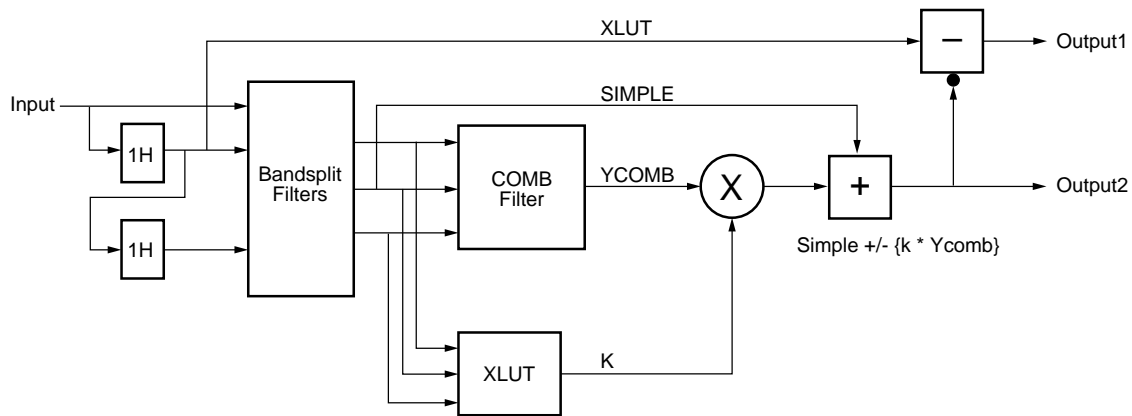 XLUT
−
Output1
Input
SIMPLE
1H
Bandsplit
Filters
COMB
Filter
YCOMB
X
+
Output2
1H
Simple +/- {k * Ycomb}
XLUT
K